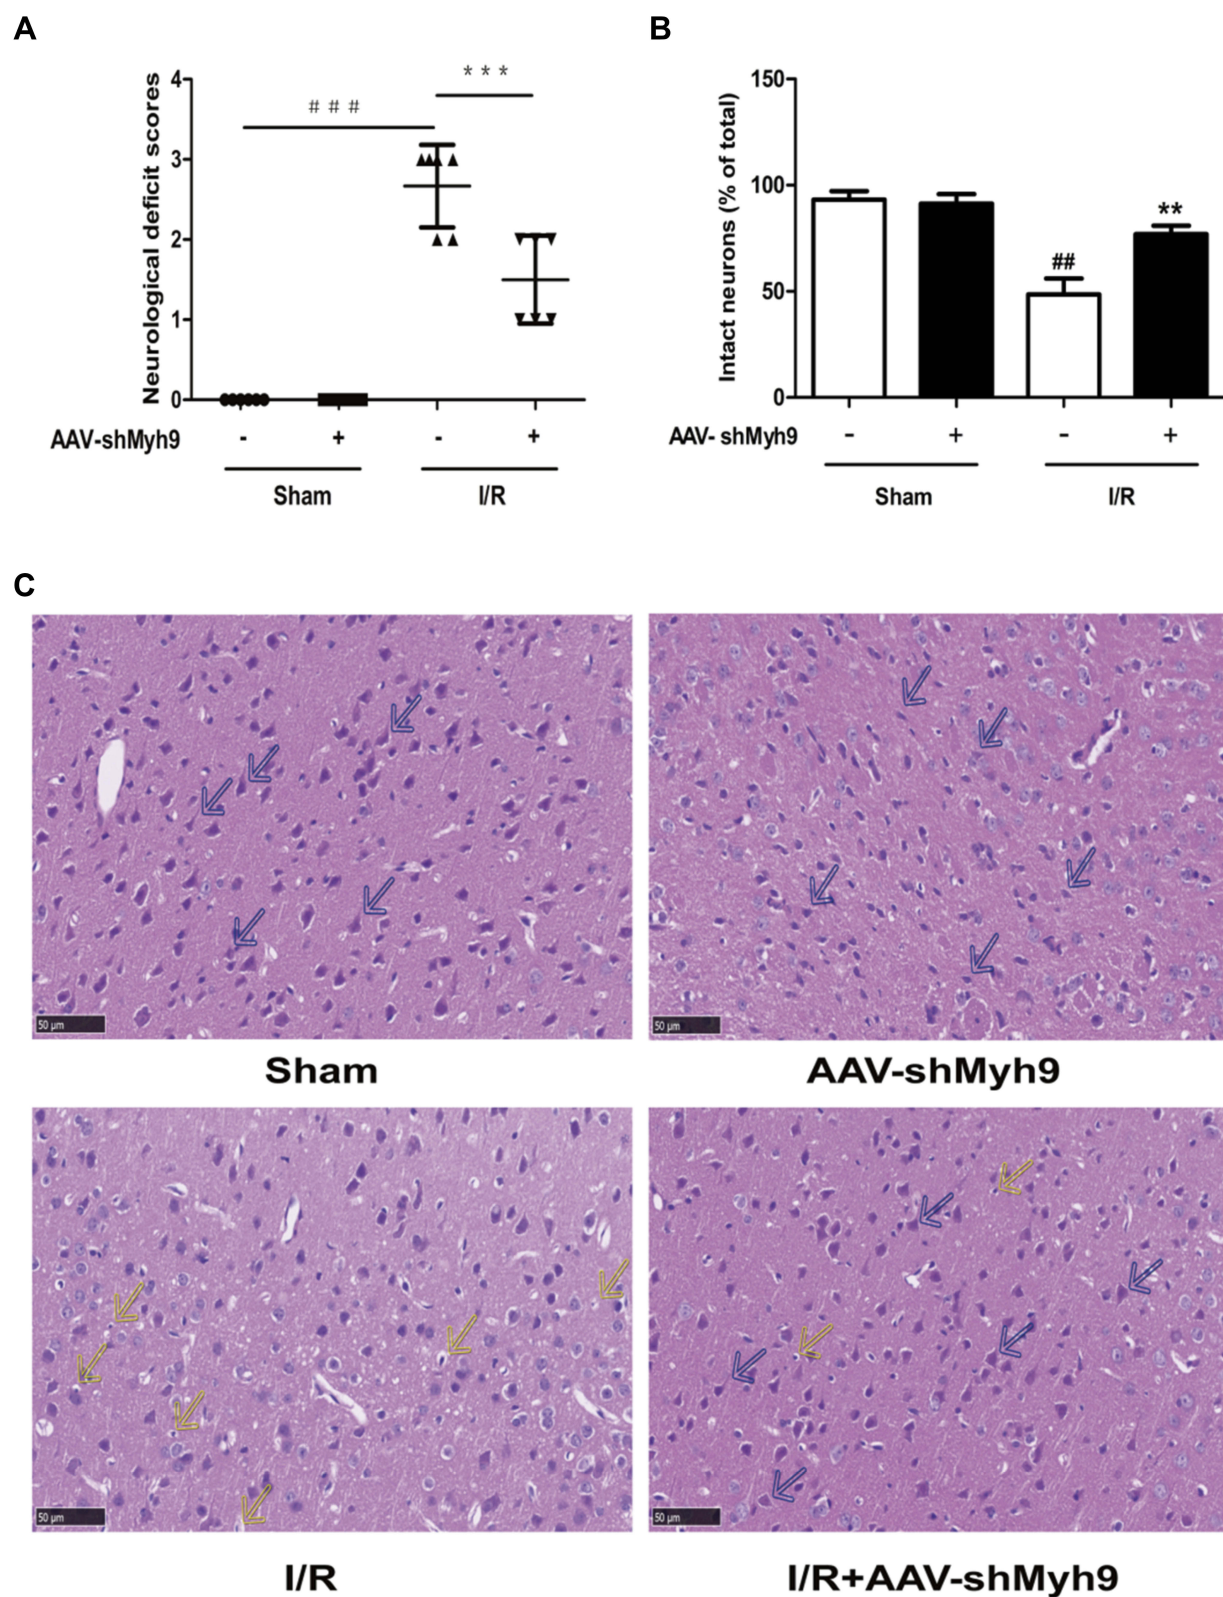 A
Neurological deficit scores
4
3
2
1
0
# # #
* * *
AAV-shMyh9
- + - +
Sham I/R
B
Intact neurons (% of total)
150
100
50
0
##
**
AAV- shMyh9
- + - +
Sham I/R
C
50 µm
50 µm
Sham
AAV-shMyh9
50 µm
50 µm
I/R
I/R+AAV-shMyh9